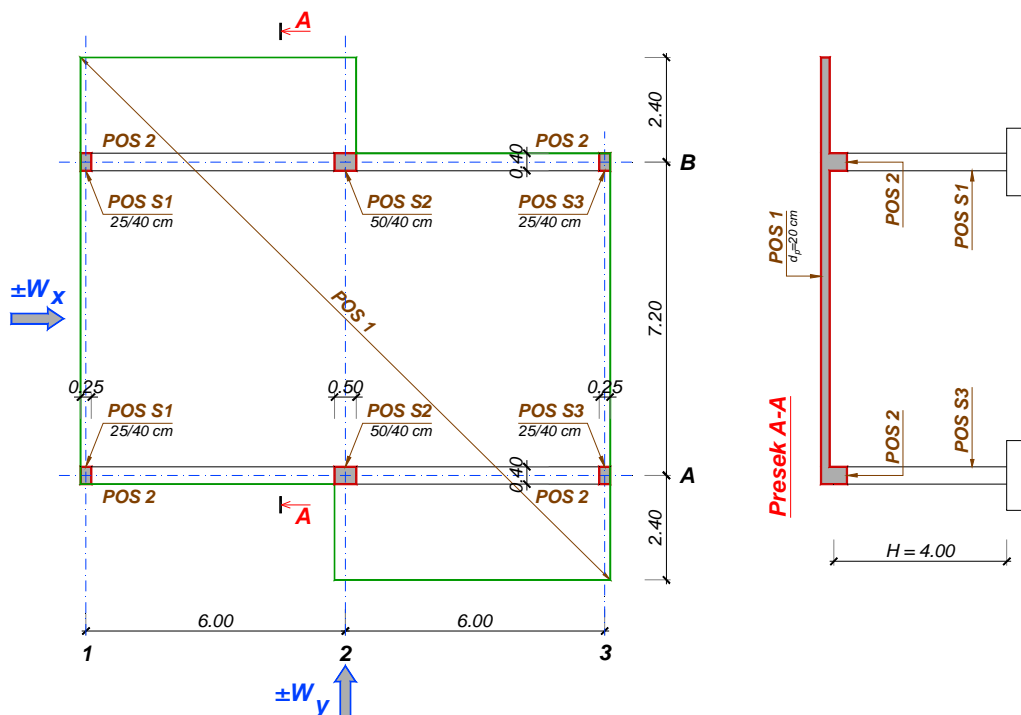 A
2.40
POS 2
POS 2
0.40
B
POS S1
25/40 cm
POS S2
50/40 cm
POS S3
25/40 cm
±W x
POS 1
7.20
0.25
0.50
0.25
POS S1
25/40 cm
POS S2
50/40 cm
POS S3
25/40 cm
0.40
A
POS 2
POS 2
A
2.40
6.00
6.00
1
2
3
±W y
POS 1
dp=20 cm
POS 2
POS S1
POS 2
POS S3
Presek A-A
H = 4.00